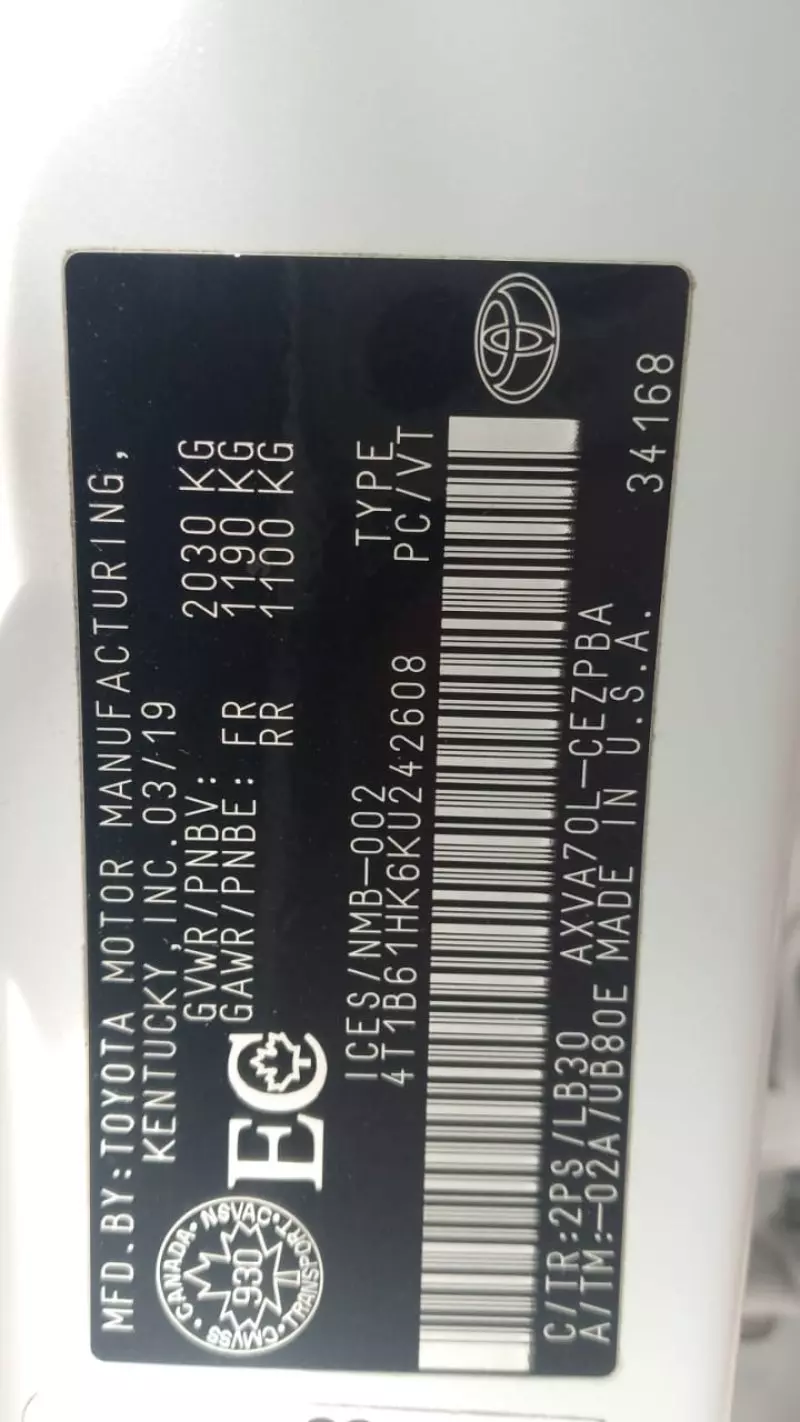 MFD.BY:TOYOTA MOTOR MANUFACTURING,
KENTUCKY, INC.03/19
GVWR/PNBV: 2030 KG
GAWR/PNBE: FR 1190 KG
RR 1100 KG
CANADA • NSVAC • TRANSPORT • CMVSS
930
EC
ICES/NMB-002 TYPE
4T1B61HK6KU242608 PC/VT
C/TR:2PS/LB30 AXVA70L-CEZPBA
A/TM:-02A/UB80E MADE IN U.S.A.
34168